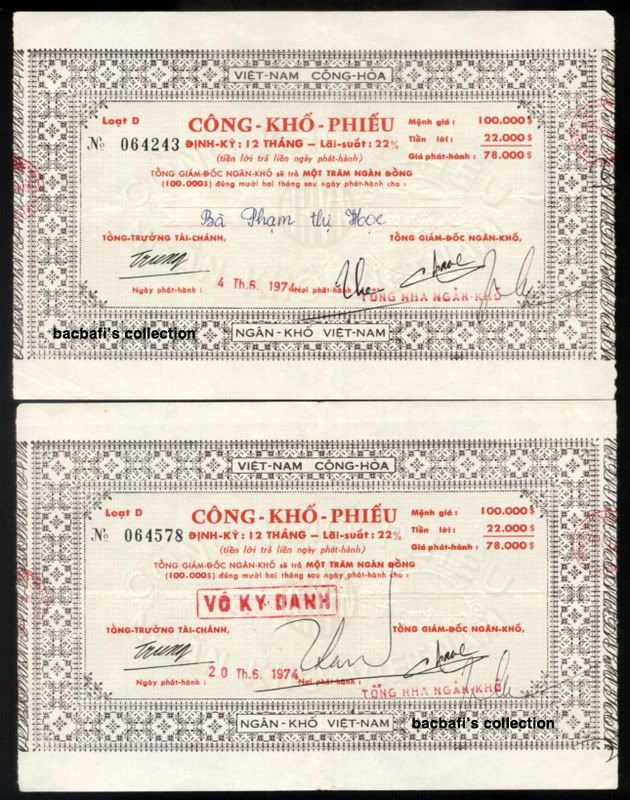 VIỆT-NAM CỘNG-HÒA
Loạt D
CÔNG-KHỐ-PHIẾU
Mệnh giá: 100.000$
№ 064243
ĐỊNH-KỲ: 12 THÁNG – Lãi-suất: 22%
Tiền lời: 22.000$
(tiền lời trả liền ngày phát-hành)
Giá phát-hành: 78.000$
TỔNG GIÁM-ĐỐC NGÂN-KHỐ sẽ trả MỘT TRĂM NGÀN ĐỒNG
(100.000$) đúng mười hai tháng sau ngày phát-hành cho:
Bà Phạm thị Học
TỔNG-TRƯỞNG TÀI-CHÁNH,
TỔNG GIÁM-ĐỐC NGÂN-KHỐ,
Ngày phát-hành: 4 Th.6. 1974 Nơi phát-hành: TỔNG NHA NGÂN-KHỐ
bacbafi's collection
NGÂN-KHỐ VIỆT-NAM
VIỆT-NAM CỘNG-HÒA
Loạt D
CÔNG-KHỐ-PHIẾU
Mệnh giá: 100.000$
№ 064578
ĐỊNH-KỲ: 12 THÁNG – Lãi-suất: 22%
Tiền lời: 22.000$
(tiền lời trả liền ngày phát-hành)
Giá phát-hành: 78.000$
TỔNG GIÁM-ĐỐC NGÂN-KHỐ sẽ trả MỘT TRĂM NGÀN ĐỒNG
(100.000$) đúng mười hai tháng sau ngày phát-hành cho:
VÔ KÝ DANH
TỔNG-TRƯỞNG TÀI-CHÁNH,
TỔNG GIÁM-ĐỐC NGÂN-KHỐ,
Ngày phát-hành: 20 Th.6. 1974 Nơi phát-hành: TỔNG NHA NGÂN-KHỐ
NGÂN-KHỐ VIỆT-NAM
bacbafi's collection